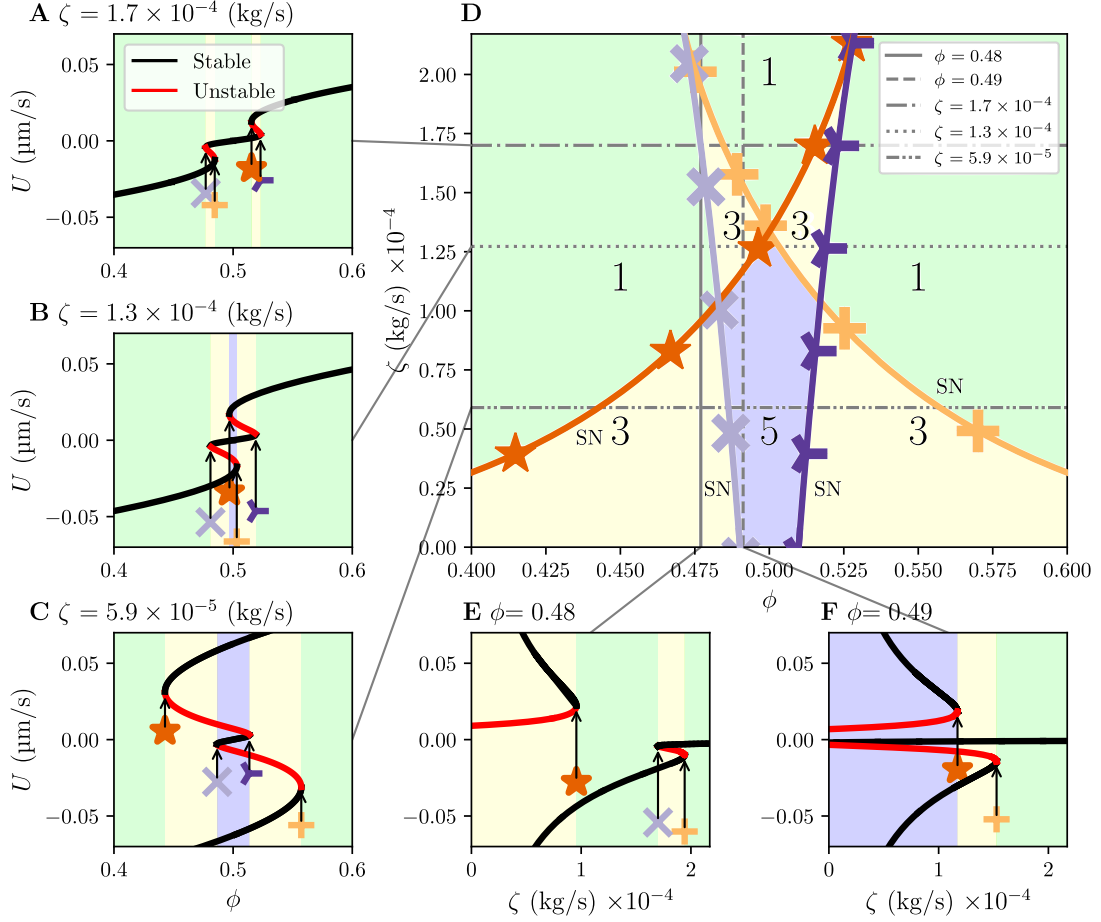 A ζ = 1.7 × 10⁻⁴ (kg/s)
Stable
Unstable
U (µm/s)
0.05
0.00
−0.05
0.4 0.5 0.6
B ζ = 1.3 × 10⁻⁴ (kg/s)
U (µm/s)
0.05
0.00
−0.05
0.4 0.5 0.6
C ζ = 5.9 × 10⁻⁵ (kg/s)
U (µm/s)
0.05
0.00
−0.05
0.4 0.5 0.6
ϕ
D
ϕ = 0.48
ϕ = 0.49
ζ = 1.7 × 10⁻⁴
ζ = 1.3 × 10⁻⁴
ζ = 5.9 × 10⁻⁵
ζ (kg/s) ×10⁻⁴
2.00
1.75
1.50
1.25
1.00
0.75
0.50
0.25
0.00
1
3 3
1 1
SN
SN 3 5 3
SN SN
0.400 0.425 0.450 0.475 0.500 0.525 0.550 0.575 0.600
ϕ
E ϕ= 0.48
0.05
0.00
−0.05
0 1 2
ζ (kg/s) ×10⁻⁴
F ϕ= 0.49
0.05
0.00
−0.05
0 1 2
ζ (kg/s) ×10⁻⁴